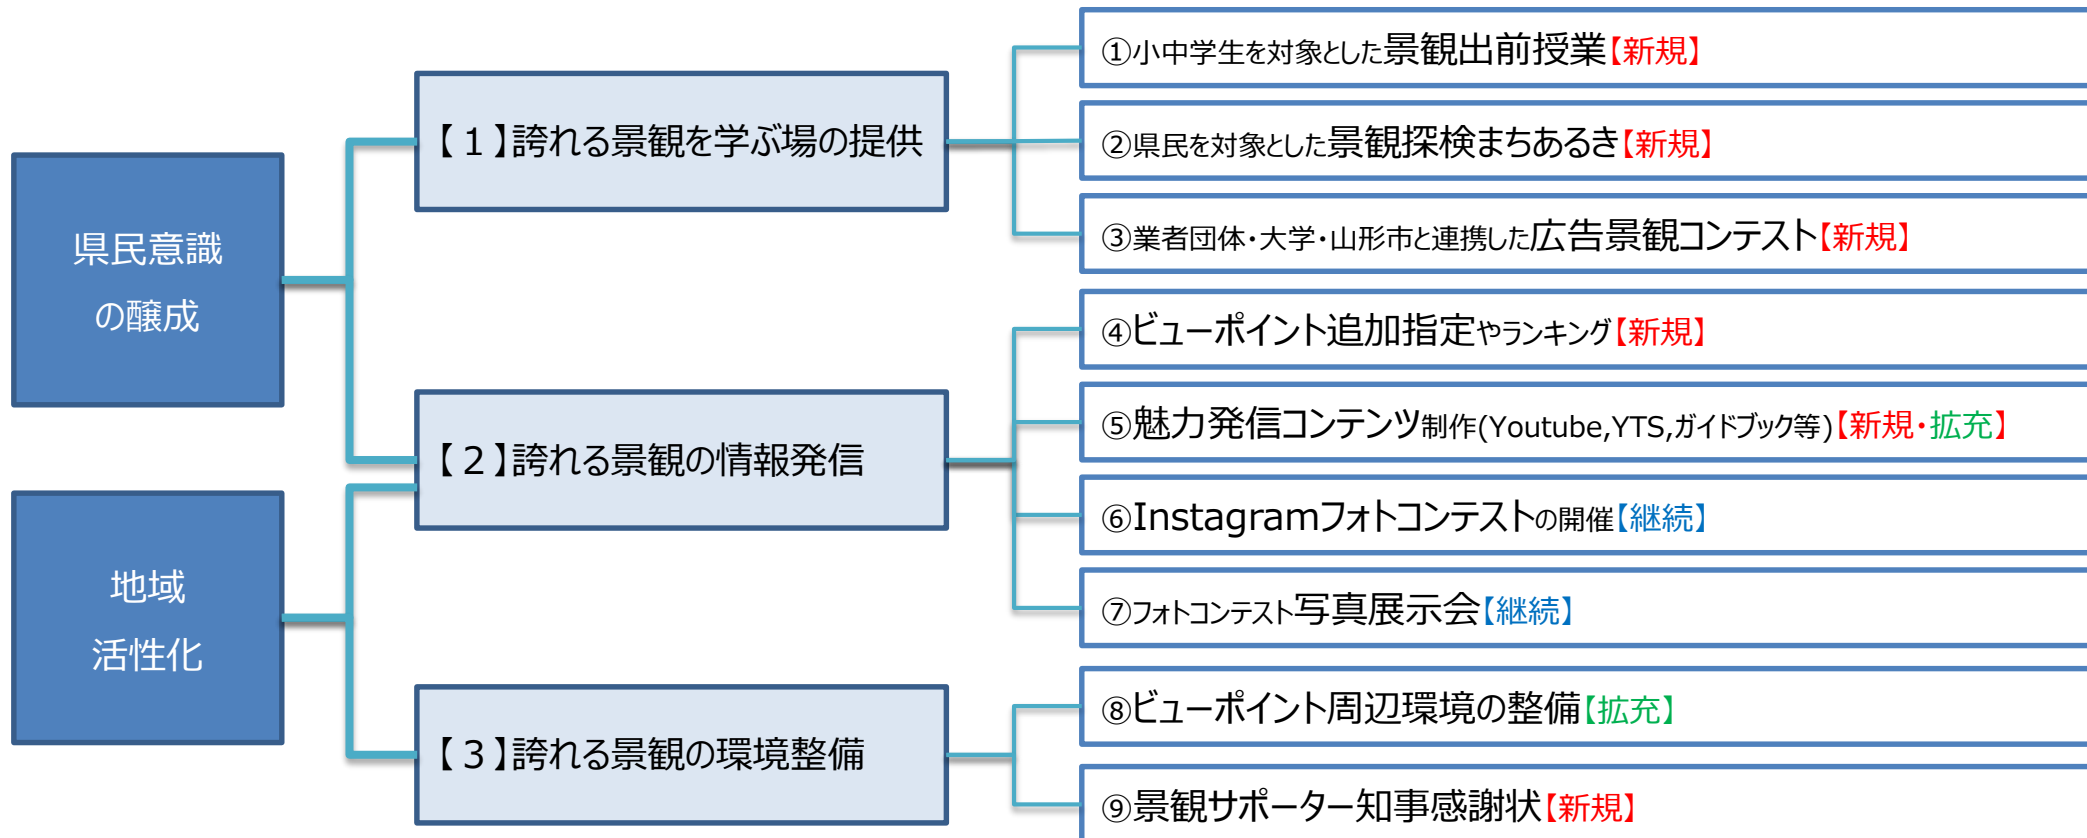 県民意識
の醸成
地域
活性化
【１】誇れる景観を学ぶ場の提供
【２】誇れる景観の情報発信
【３】誇れる景観の環境整備
①小中学生を対象とした景観出前授業【新規】
②県民を対象とした景観探検まちあるき【新規】
③業者団体・大学・山形市と連携した広告景観コンテスト【新規】
④ビューポイント追加指定やランキング【新規】
⑤魅力発信コンテンツ制作(Youtube,YTS,ガイドブック等)【新規・拡充】
⑥Instagramフォトコンテストの開催【継続】
⑦フォトコンテスト写真展示会【継続】
⑧ビューポイント周辺環境の整備【拡充】
⑨景観サポーター知事感謝状【新規】